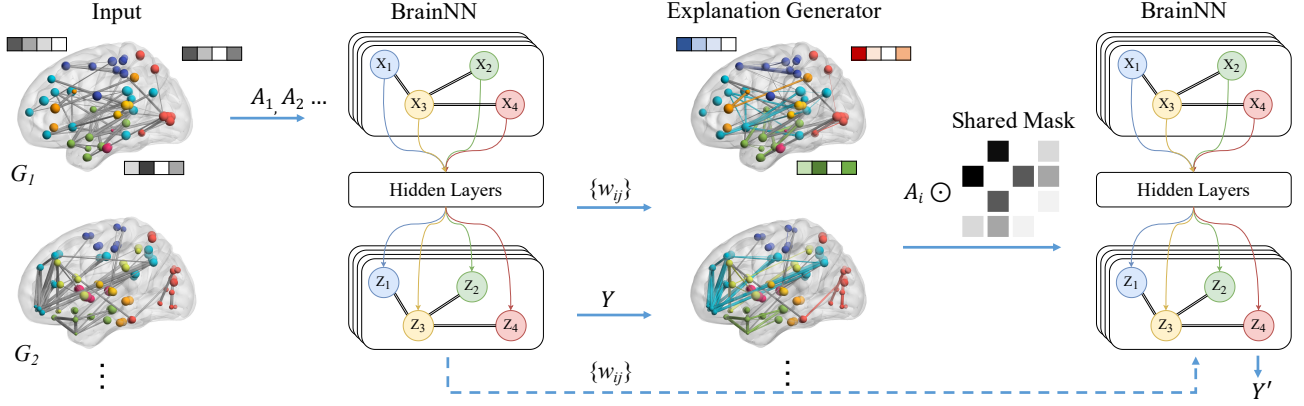 Input
BrainNN
Explanation Generator
BrainNN
G1
A1, A2 ...
X1
X2
X3
X4
Hidden Layers
{wij}
Shared Mask
Ai ⊙
X1
X2
X3
X4
Hidden Layers
G2
⋮
Z1
Z2
Z3
Z4
Y
⋮
Z1
Z2
Z3
Z4
{wij}
Y′